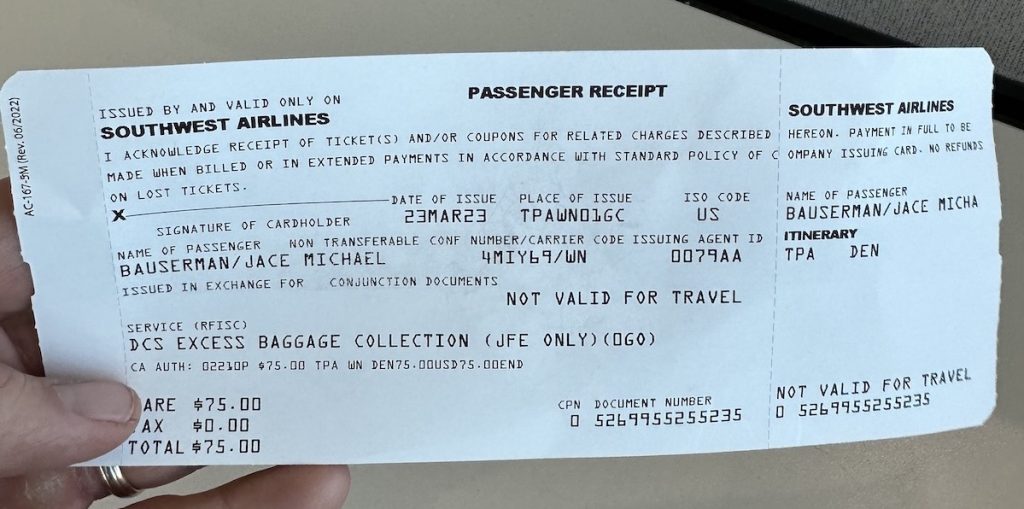 AC-167-9M (Rev. 06/2022)
PASSENGER RECEIPT
ISSUED BY AND VALID ONLY ON
SOUTHWEST AIRLINES
I ACKNOWLEDGE RECEIPT OF TICKET(S) AND/OR COUPONS FOR RELATED CHARGES DESCRIBED
MADE WHEN BILLED OR IN EXTENDED PAYMENTS IN ACCORDANCE WITH STANDARD POLICY OF C
ON LOST TICKETS.
X
SIGNATURE OF CARDHOLDER
DATE OF ISSUE PLACE OF ISSUE ISO CODE
23MAR23 TPAWN01GC US
NAME OF PASSENGER NON TRANSFERABLE CONF NUMBER/CARRIER CODE ISSUING AGENT ID
BAUSERMAN/JACE MICHAEL 4MIY69/WN 0079AA
ISSUED IN EXCHANGE FOR CONJUNCTION DOCUMENTS
NOT VALID FOR TRAVEL
SERVICE (RFISC)
DCS EXCESS BAGGAGE COLLECTION (JFE ONLY)(0GO)
CA AUTH: 02210P $75.00 TPA WN DEN75.00USD75.00END
ARE $75.00
AX $0.00
TOTAL $75.00
CPN DOCUMENT NUMBER
0 5269955255235
SOUTHWEST AIRLINES
HEREON. PAYMENT IN FULL TO BE
OMPANY ISSUING CARD. NO REFUNDS
NAME OF PASSENGER
BAUSERMAN/JACE MICHA
ITINERARY
TPA DEN
NOT VALID FOR TRAVEL
0 5269955255235